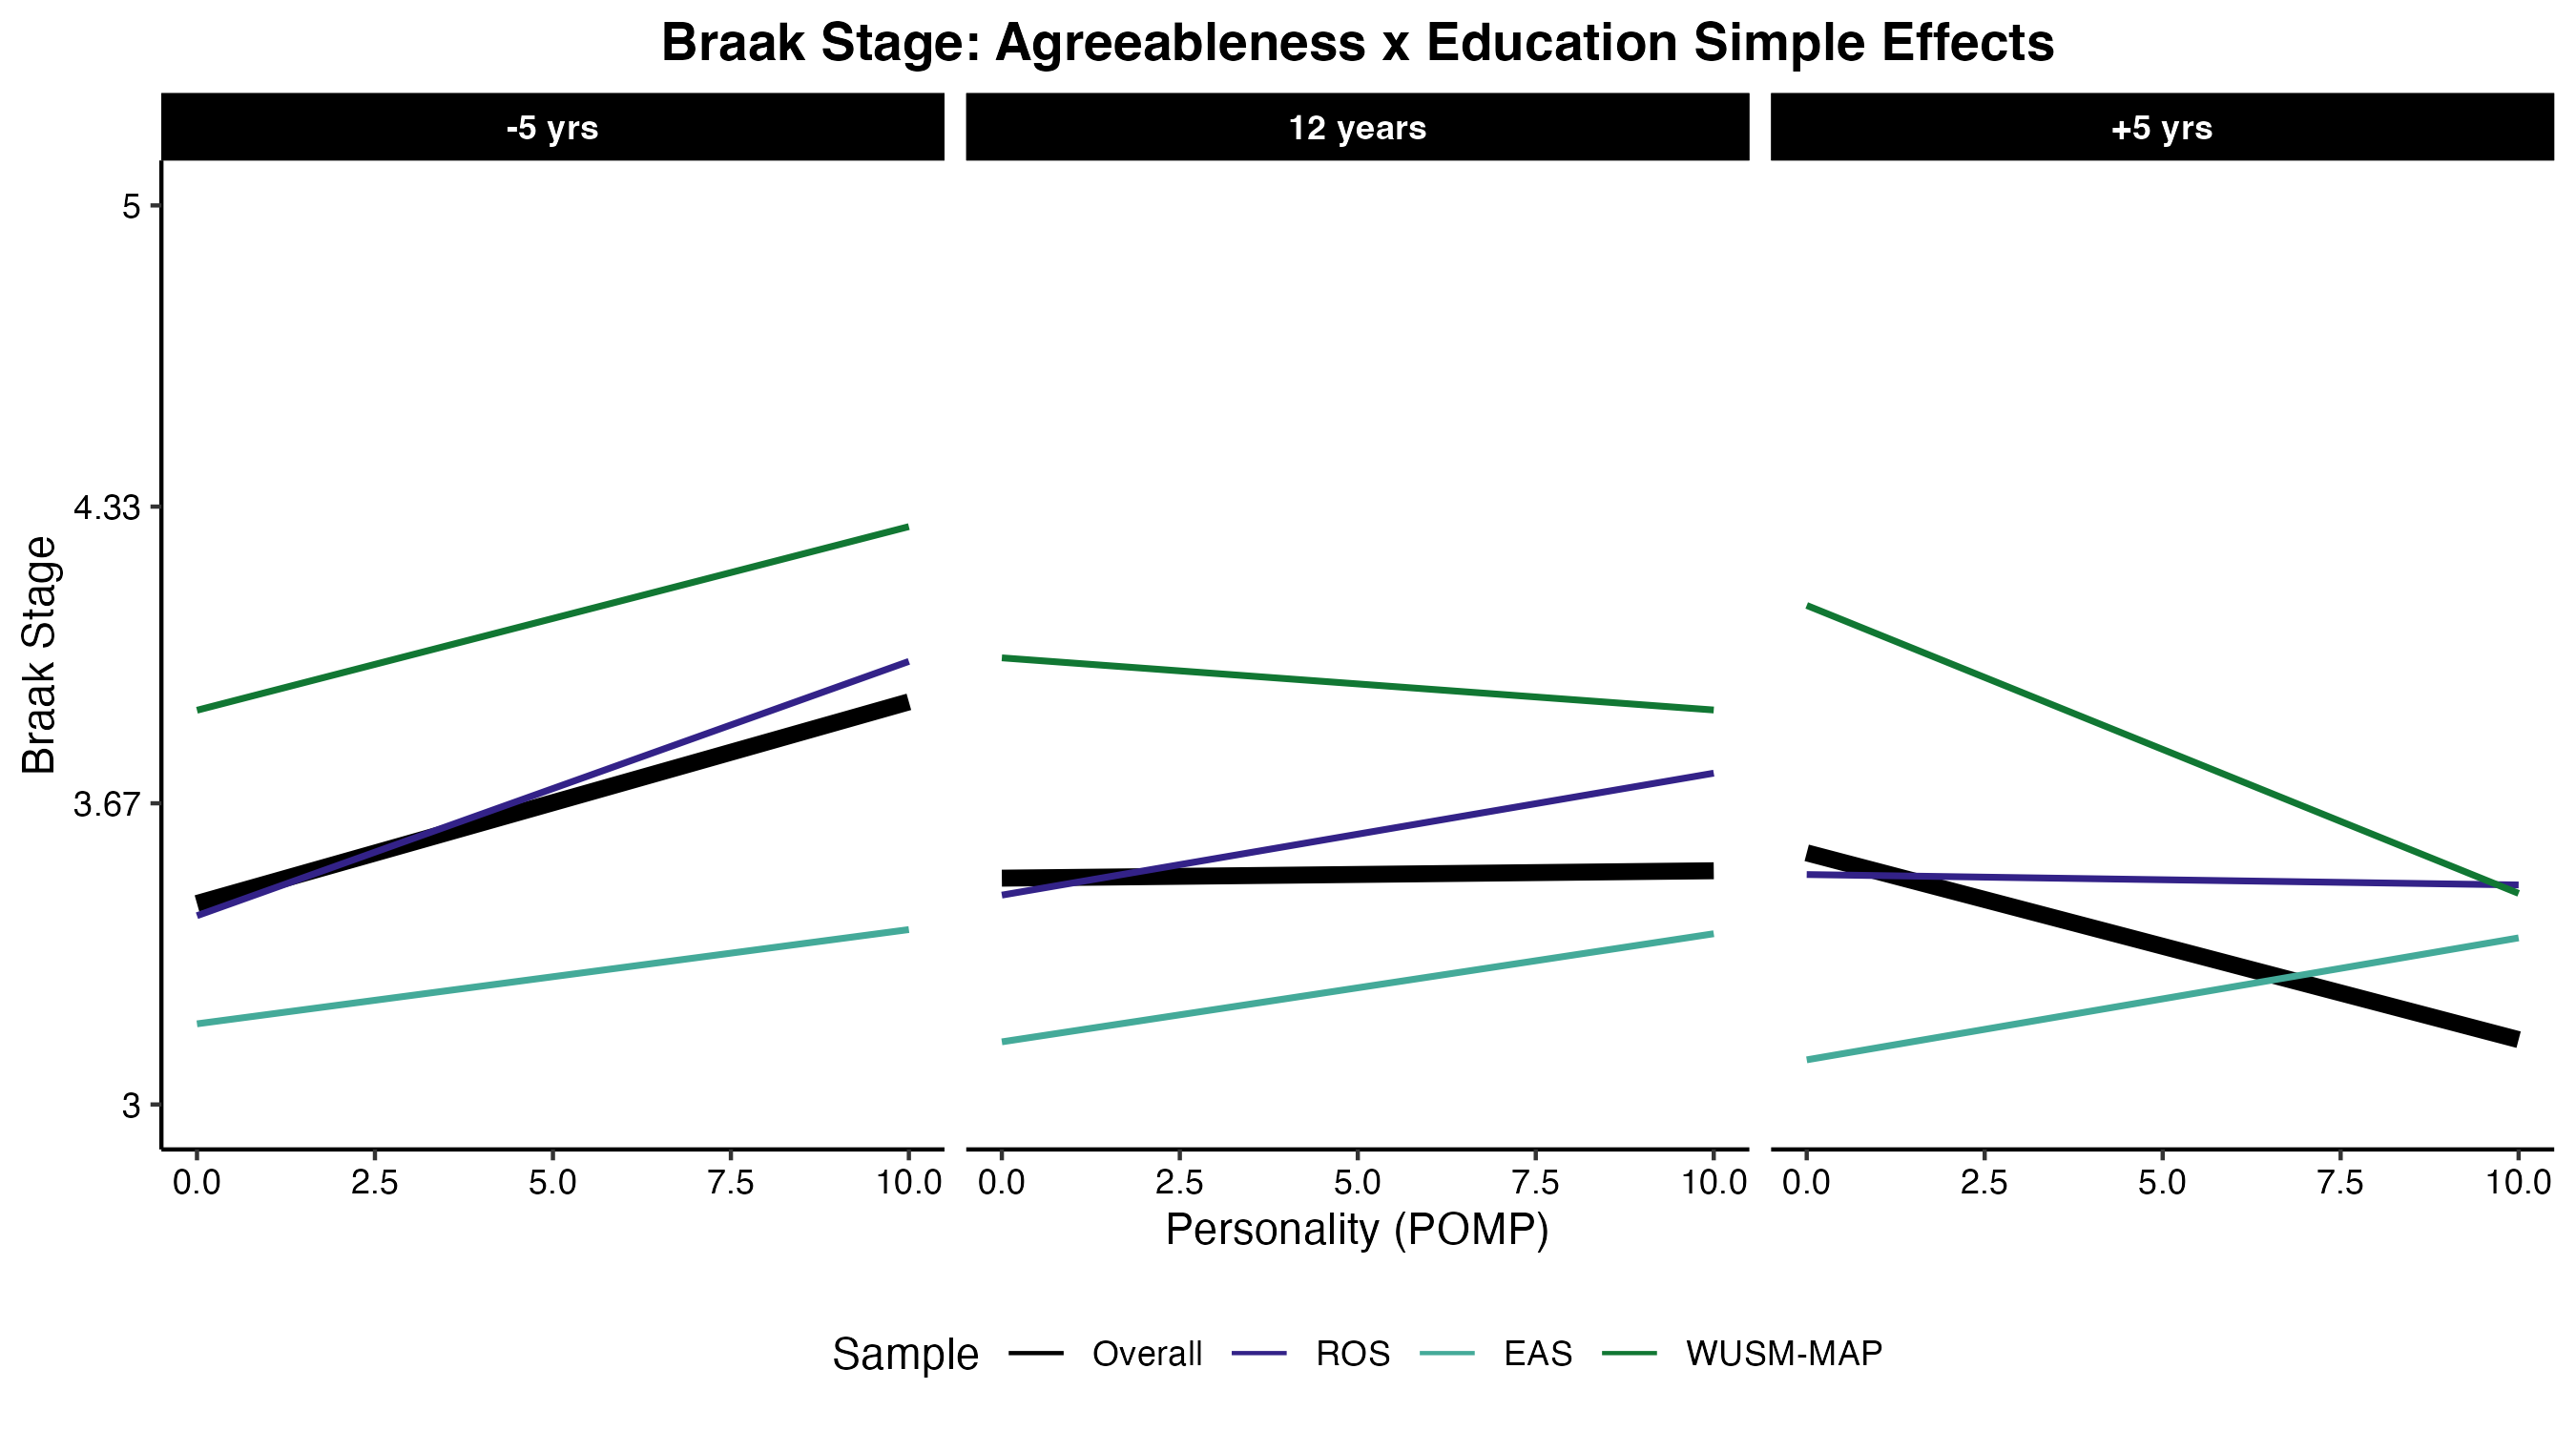 Braak Stage: Agreeableness x Education Simple Effects
-5 yrs
12 years
+5 yrs
Braak Stage
5
4.33
3.67
3
0.0 2.5 5.0 7.5 10.0
0.0 2.5 5.0 7.5 10.0
0.0 2.5 5.0 7.5 10.0
Personality (POMP)
Sample Overall ROS EAS WUSM-MAP